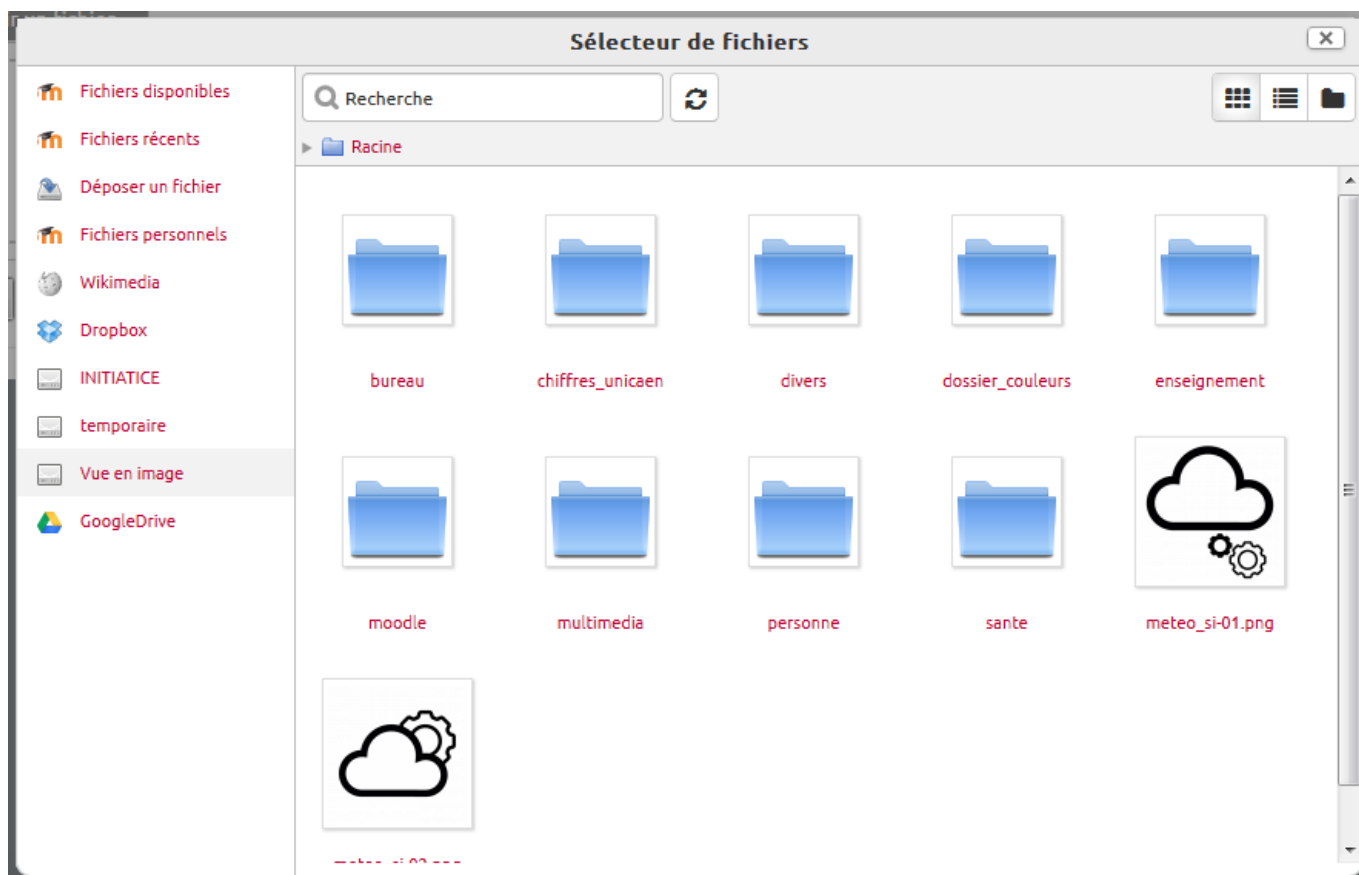 Sélecteur de fichiers
Fichiers disponibles
Fichiers récents
Déposer un fichier
Fichiers personnels
Wikimedia
Dropbox
INITIATICE
temporaire
Vue en image
GoogleDrive
Recherche
Racine
bureau
chiffres_unicaen
divers
dossier_couleurs
enseignement
moodle
multimedia
personne
sante
meteo_si-01.png